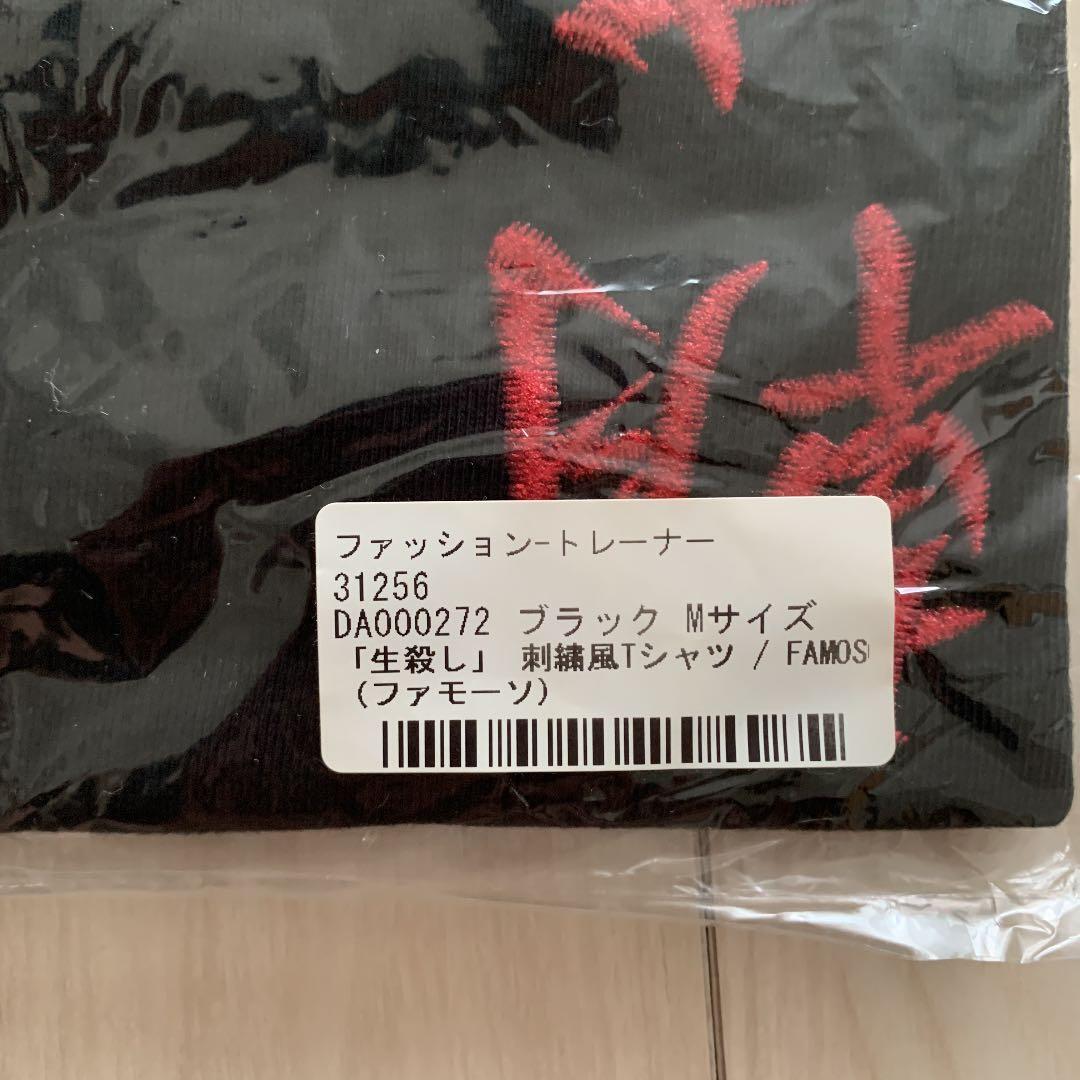 ファッション-トレーナー
31256
DA000272 ブラック Mサイズ
「生殺し」 刺繍風Tシャツ / FAMOS
(ファモーソ)